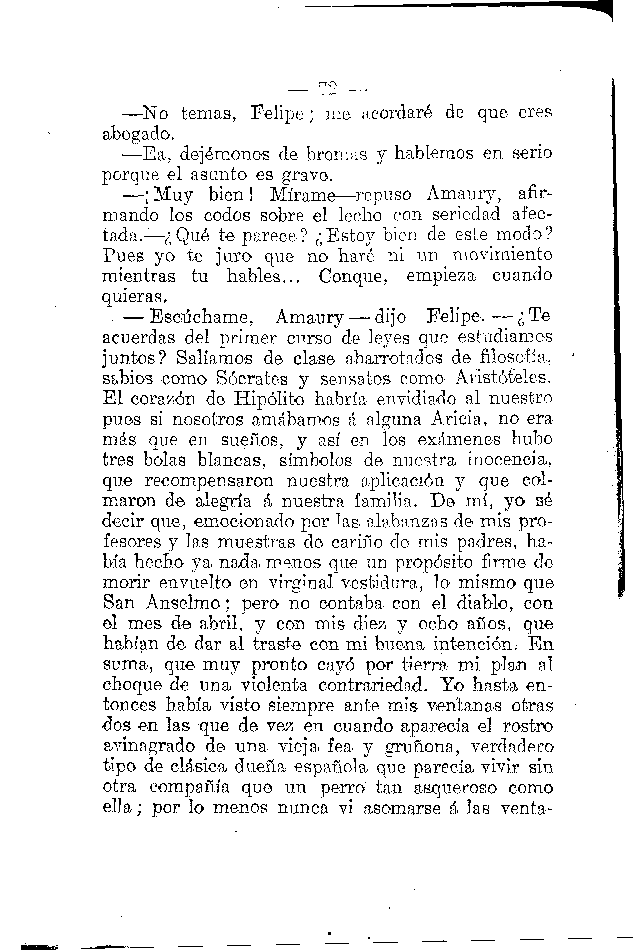 — 72 —
—No temas, Felipe; me acordaré de que eres
abogado.
—Ea, dejémonos de bromas y hablemos en serio
porque el asunto es grave.
—¡Muy bien! Mírame—repuso Amaury, afir-
mando los codos sobre el lecho con seriedad afec-
tada.—¿Qué te parece? ¿Estoy bien de este modo?
Pues yo te juro que no haré ni un movimiento
mientras tu hables... Conque, empieza cuando
quieras.
— Escúchame, Amaury — dijo Felipe. — ¿Te
acuerdas del primer curso de leyes que estudiamos
juntos? Salíamos de clase abarrotados de filosofía,
sabios como Sócrates y sensatos como Aristóteles.
El corazón de Hipólito habría envidiado al nuestro
pues si nosotros amábamos á alguna Aricia, no era
más que en sueños, y así en los exámenes hubo
tres bolas blancas, símbolos de nuestra inocencia,
que recompensaron nuestra aplicación y que col-
maron de alegría á nuestra familia. De mí, yo sé
decir que, emocionado por las alabanzas de mis pro-
fesores y las muestras de cariño de mis padres, ha-
bía hecho ya nada menos que un propósito firme de
morir envuelto en virginal vestidura, lo mismo que
San Anselmo; pero no contaba con el diablo, con
el mes de abril, y con mis diez y ocho años, que
habían de dar al traste con mi buena intención. En
suma, que muy pronto cayó por tierra mi plan al
choque de una violenta contrariedad. Yo hasta en-
tonces había visto siempre ante mis ventanas otras
dos en las que de vez en cuando aparecía el rostro
avinagrado de una vieja fea y gruñona, verdadero
tipo de clásica dueña española que parecía vivir sin
otra compañía que un perro tan asqueroso como
ella; por lo menos nunca vi asomarse á las venta-